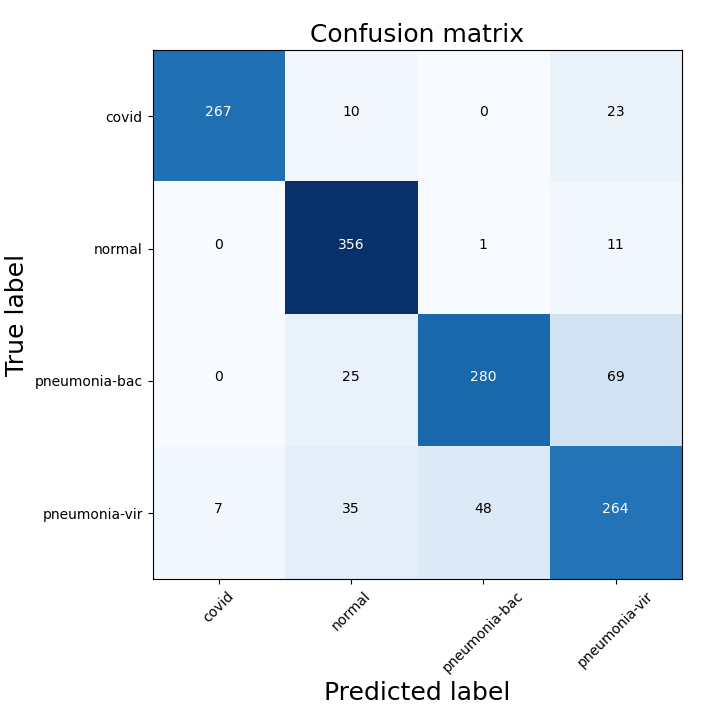 Confusion matrix
True label
covid 267 10 0 23
normal 0 356 1 11
pneumonia-bac 0 25 280 69
pneumonia-vir 7 35 48 264
covid normal pneumonia-bac pneumonia-vir
Predicted label